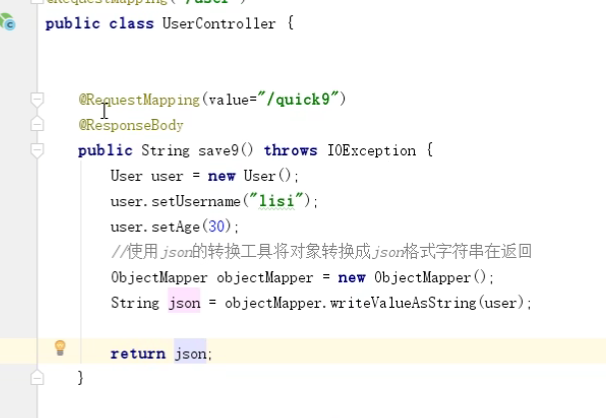 public class UserController {
@RequestMapping(value="/quick9")
@ResponseBody
public String save9() throws IOException {
User user = new User();
user.setUsername("lisi");
user.setAge(30);
//使用json的转换工具将对象转换成json格式字符串在返回
ObjectMapper objectMapper = new ObjectMapper();
String json = objectMapper.writeValueAsString(user);
return json;
}